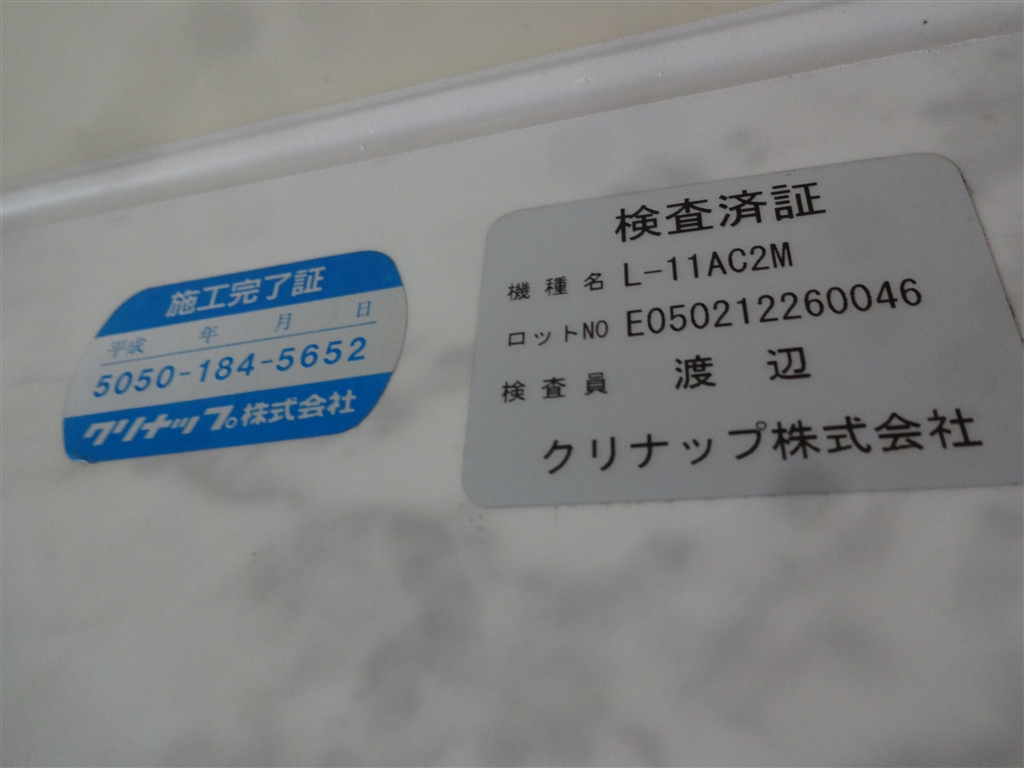 施工完了証
平成 年 月 日
5050-184-5652
クリナップ。株式会社
検査済証
機種名 L-11AC2M
ロットNO E050212260046
検査員 渡辺
クリナップ株式会社